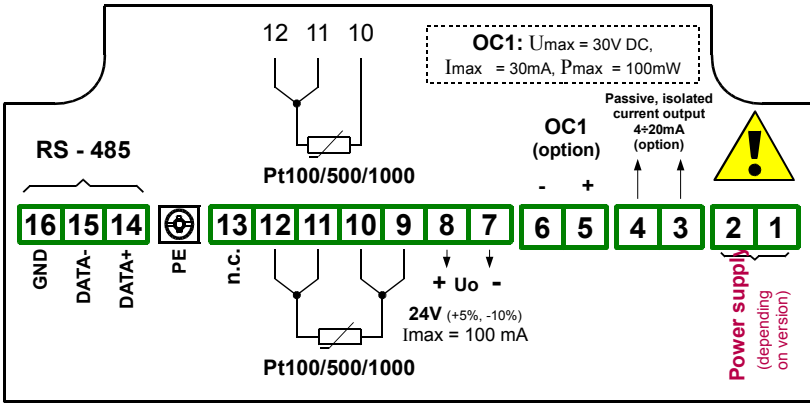 12 11 10
OC1: Umax = 30V DC,
Imax = 30mA, Pmax = 100mW
Pt100/500/1000
RS - 485
OC1
(option)
- +
Passive, isolated
current output
4÷20mA
(option)
16 15 14 13 12 11 10 9 8 7 6 5 4 3 2 1
GND
DATA-
DATA+
PE
n.c.
+ Uo -
24V (+5%, -10%)
Imax = 100 mA
Pt100/500/1000
Power supply
(depending
on version)